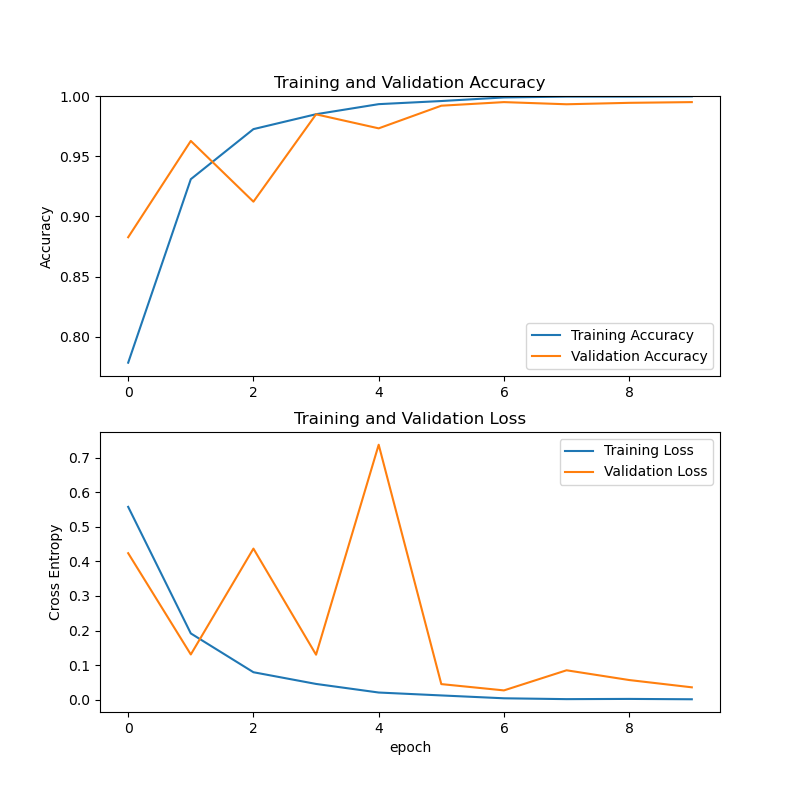 Training and Validation Accuracy
1.00
0.95
0.90
0.85
0.80
Accuracy
Training Accuracy
Validation Accuracy
0 2 4 6 8
Training and Validation Loss
0.7
0.6
0.5
0.4
0.3
0.2
0.1
0.0
Cross Entropy
Training Loss
Validation Loss
0 2 4 6 8
epoch